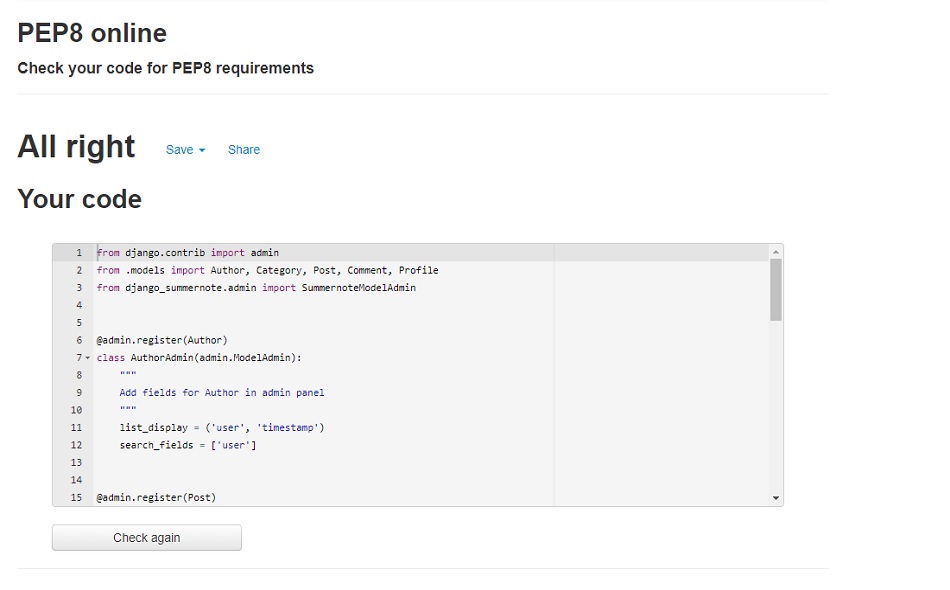 PEP8 online
Check your code for PEP8 requirements
All right Save Share
Your code
1 from django.contrib import admin
2 from .models import Author, Category, Post, Comment, Profile
3 from django_summernote.admin import SummernoteModelAdmin
4
5
6 @admin.register(Author)
7 class AuthorAdmin(admin.ModelAdmin):
8     """
9     Add fields for Author in admin panel
10     """
11     list_display = ('user', 'timestamp')
12     search_fields = ['user']
13
14
15 @admin.register(Post)
Check again